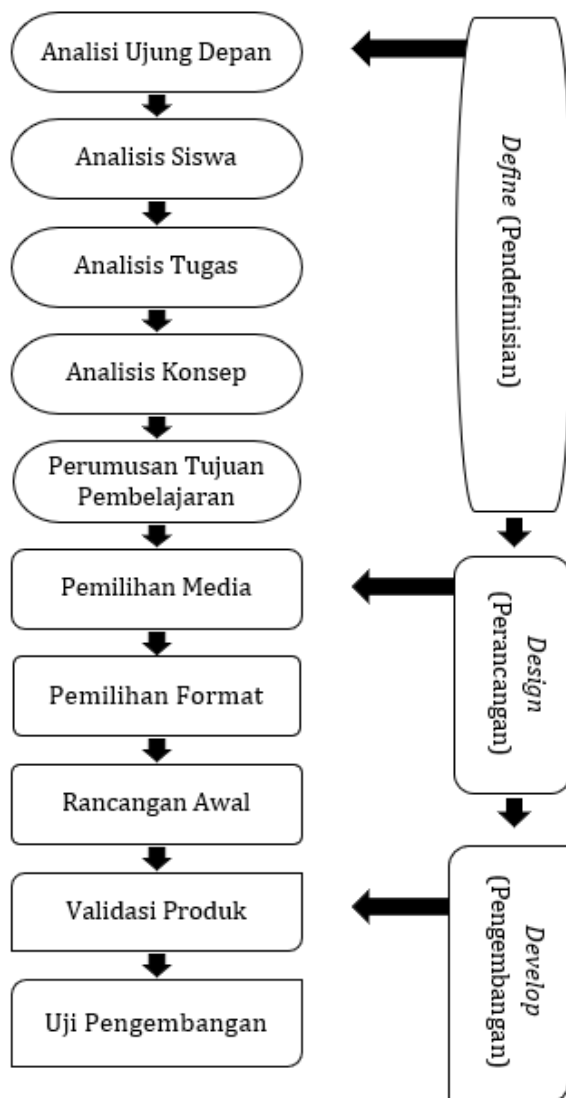 Analisi Ujung Depan
Analisis Siswa
Analisis Tugas
Analisis Konsep
Perumusan Tujuan
Pembelajaran
Pemilihan Media
Pemilihan Format
Rancangan Awal
Validasi Produk
Uji Pengembangan
Define (Pendefinisian)
Design
(Perancangan)
Develop
(Pengembangan)